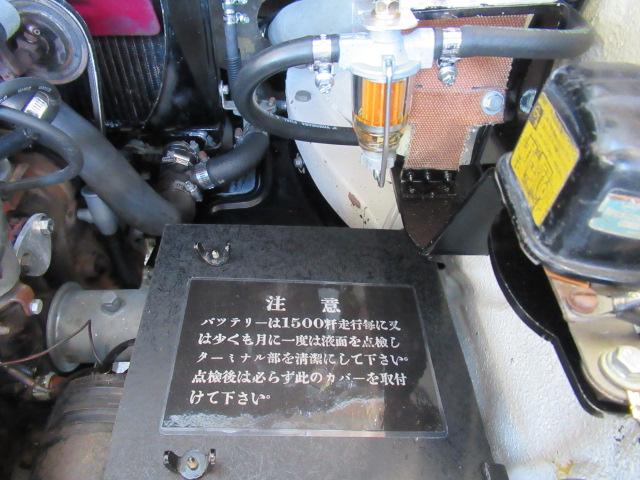 注意
バッテリーは1500粁走行毎に又
は少くも月に一度は液面を点検し
ターミナル部を清潔にして下さい。
点検後は必らず此のカバーを取付
けて下さい。